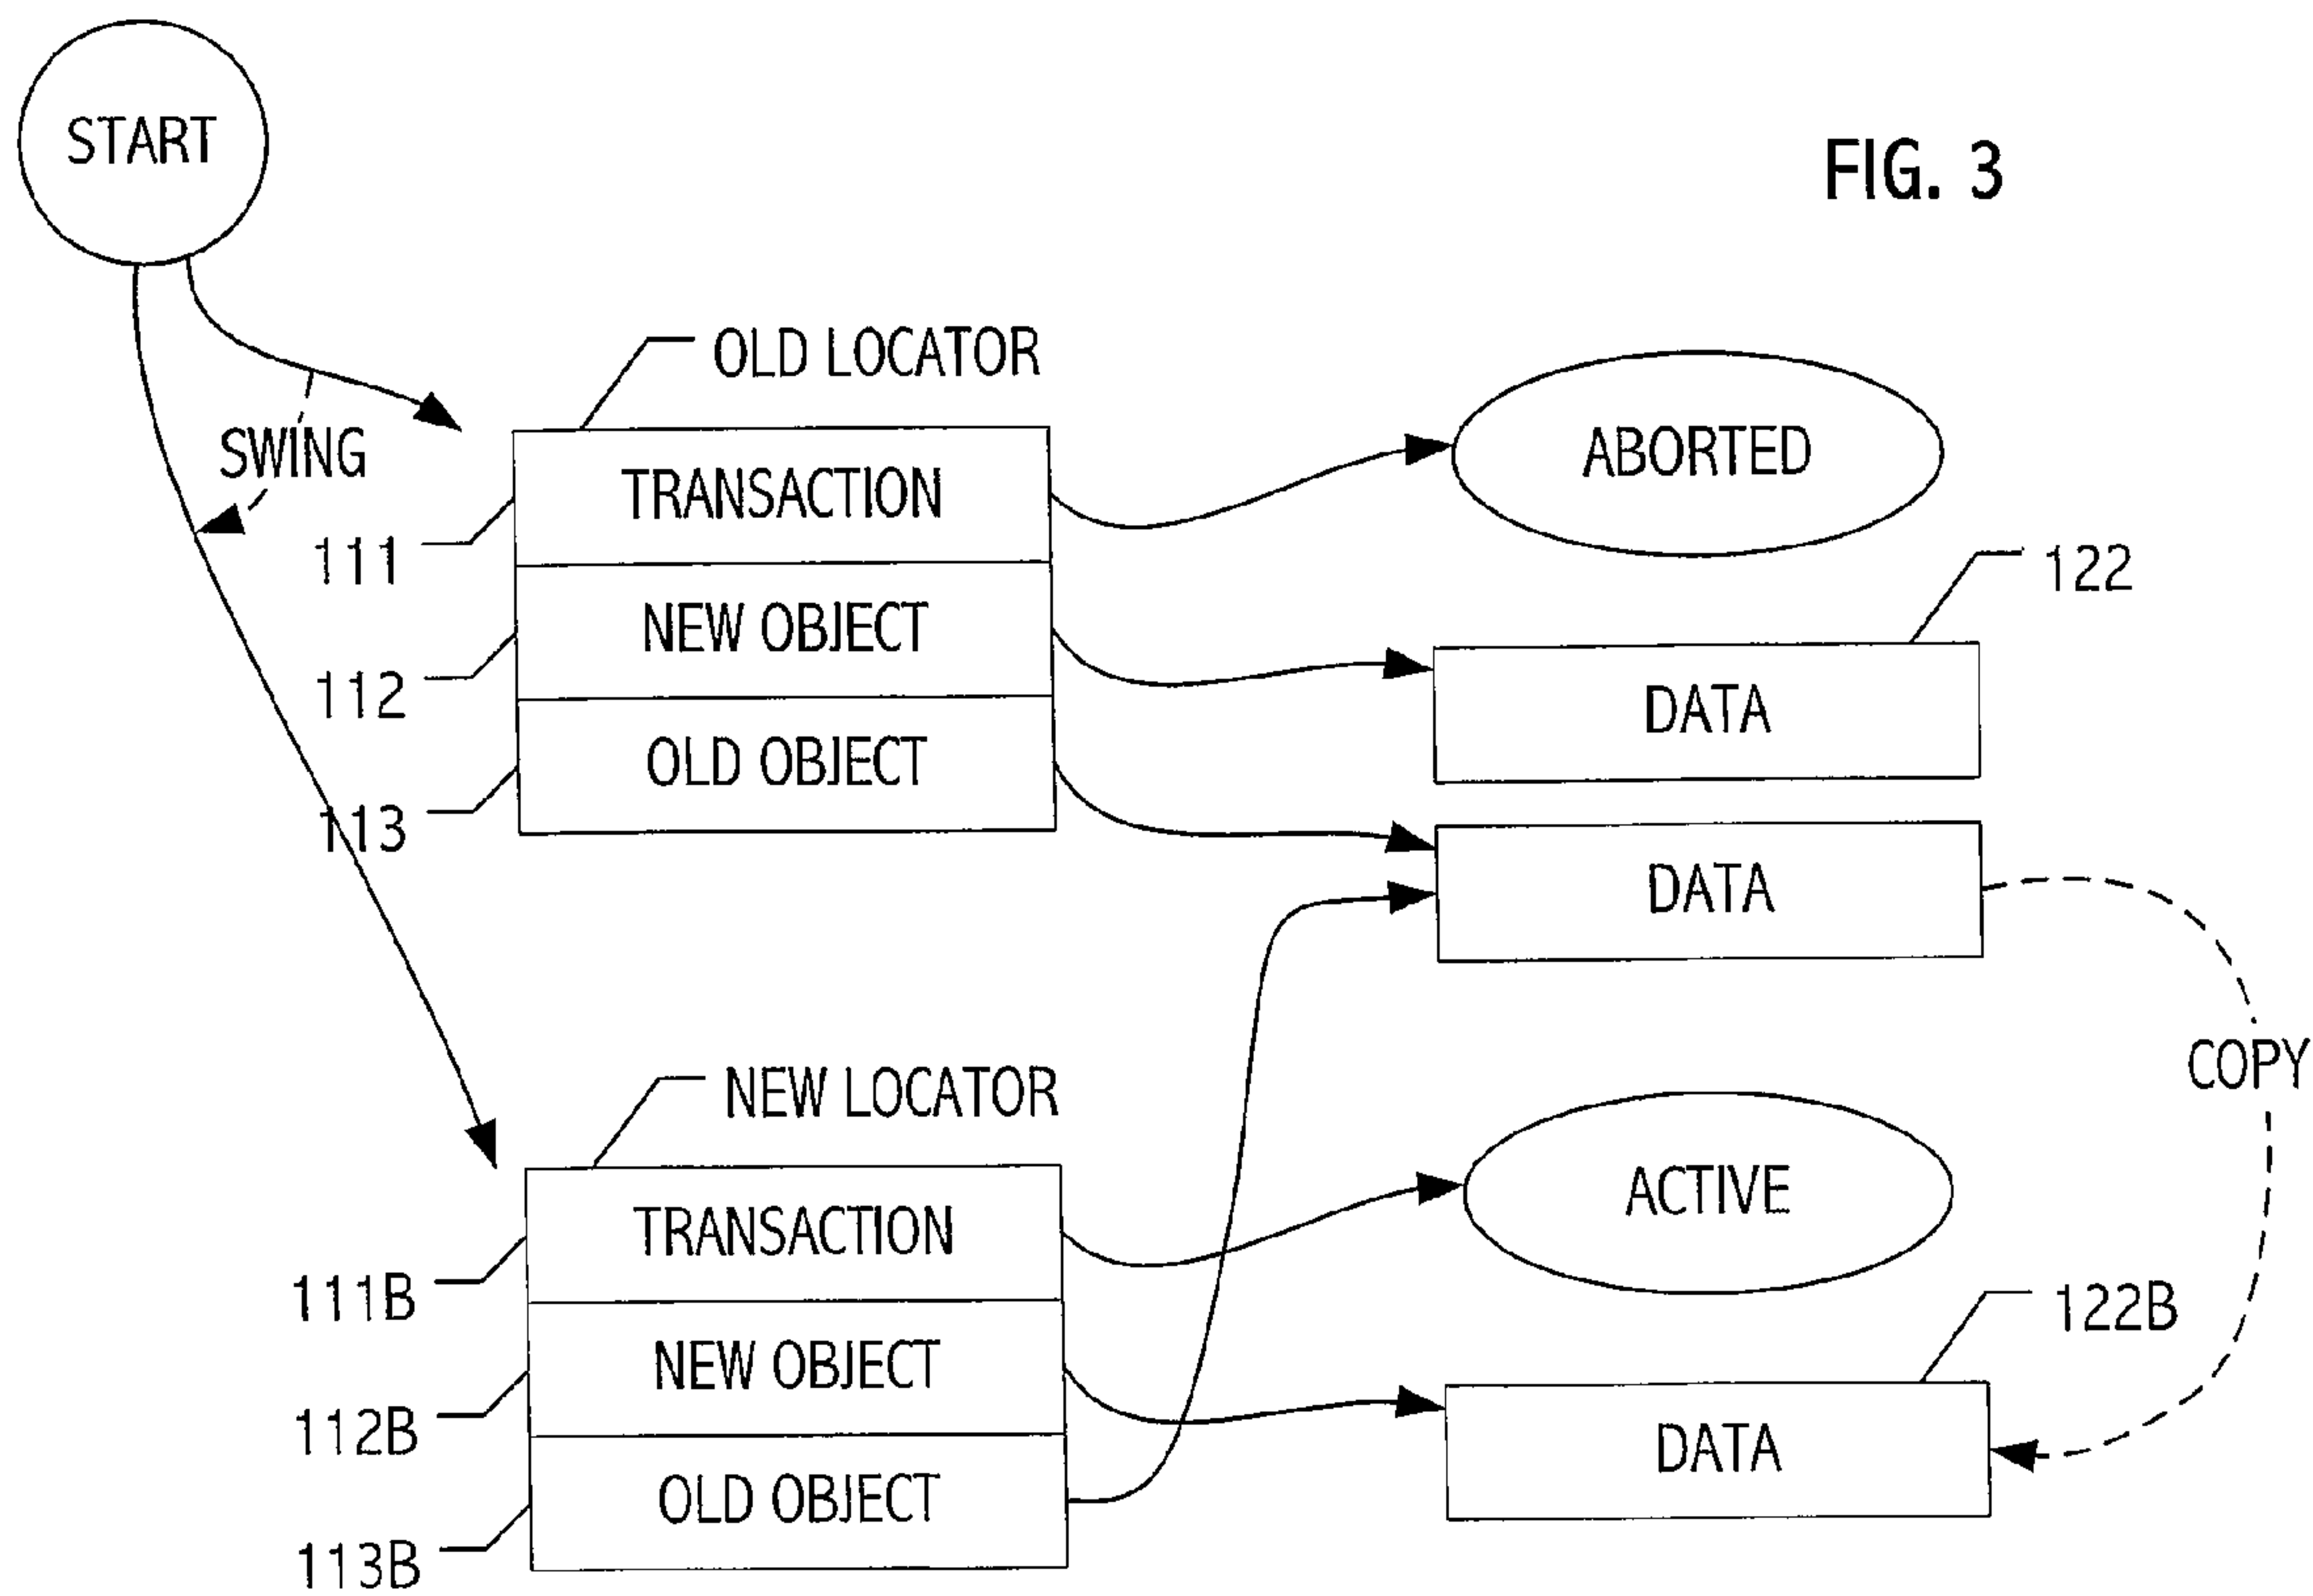 START
FIG. 3
OLD LOCATOR
SWING
TRANSACTION
ABORTED
111
122
NEW OBJECT
112
DATA
OLD OBJECT
113
DATA
COPY
NEW LOCATOR
TRANSACTION
ACTIVE
111B
122B
NEW OBJECT
112B
DATA
OLD OBJECT
113B